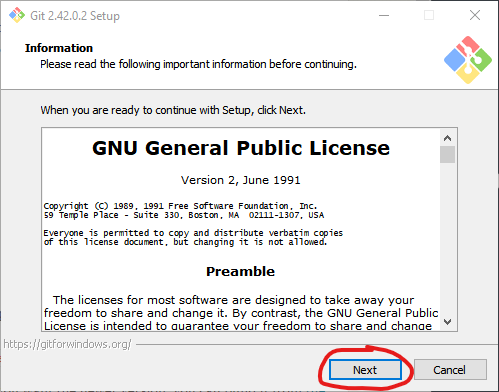 Git 2.42.0.2 Setup
Information
Please read the following important information before continuing.
When you are ready to continue with Setup, click Next.
GNU General Public License
Version 2, June 1991
Copyright (C) 1989, 1991 Free Software Foundation, Inc.
59 Temple Place - Suite 330, Boston, MA  02111-1307, USA
Everyone is permitted to copy and distribute verbatim copies
of this license document, but changing it is not allowed.
Preamble
The licenses for most software are designed to take away your
freedom to share and change it. By contrast, the GNU General Public
License is intended to guarantee your freedom to share and change
https://gitforwindows.org/
Next
Cancel